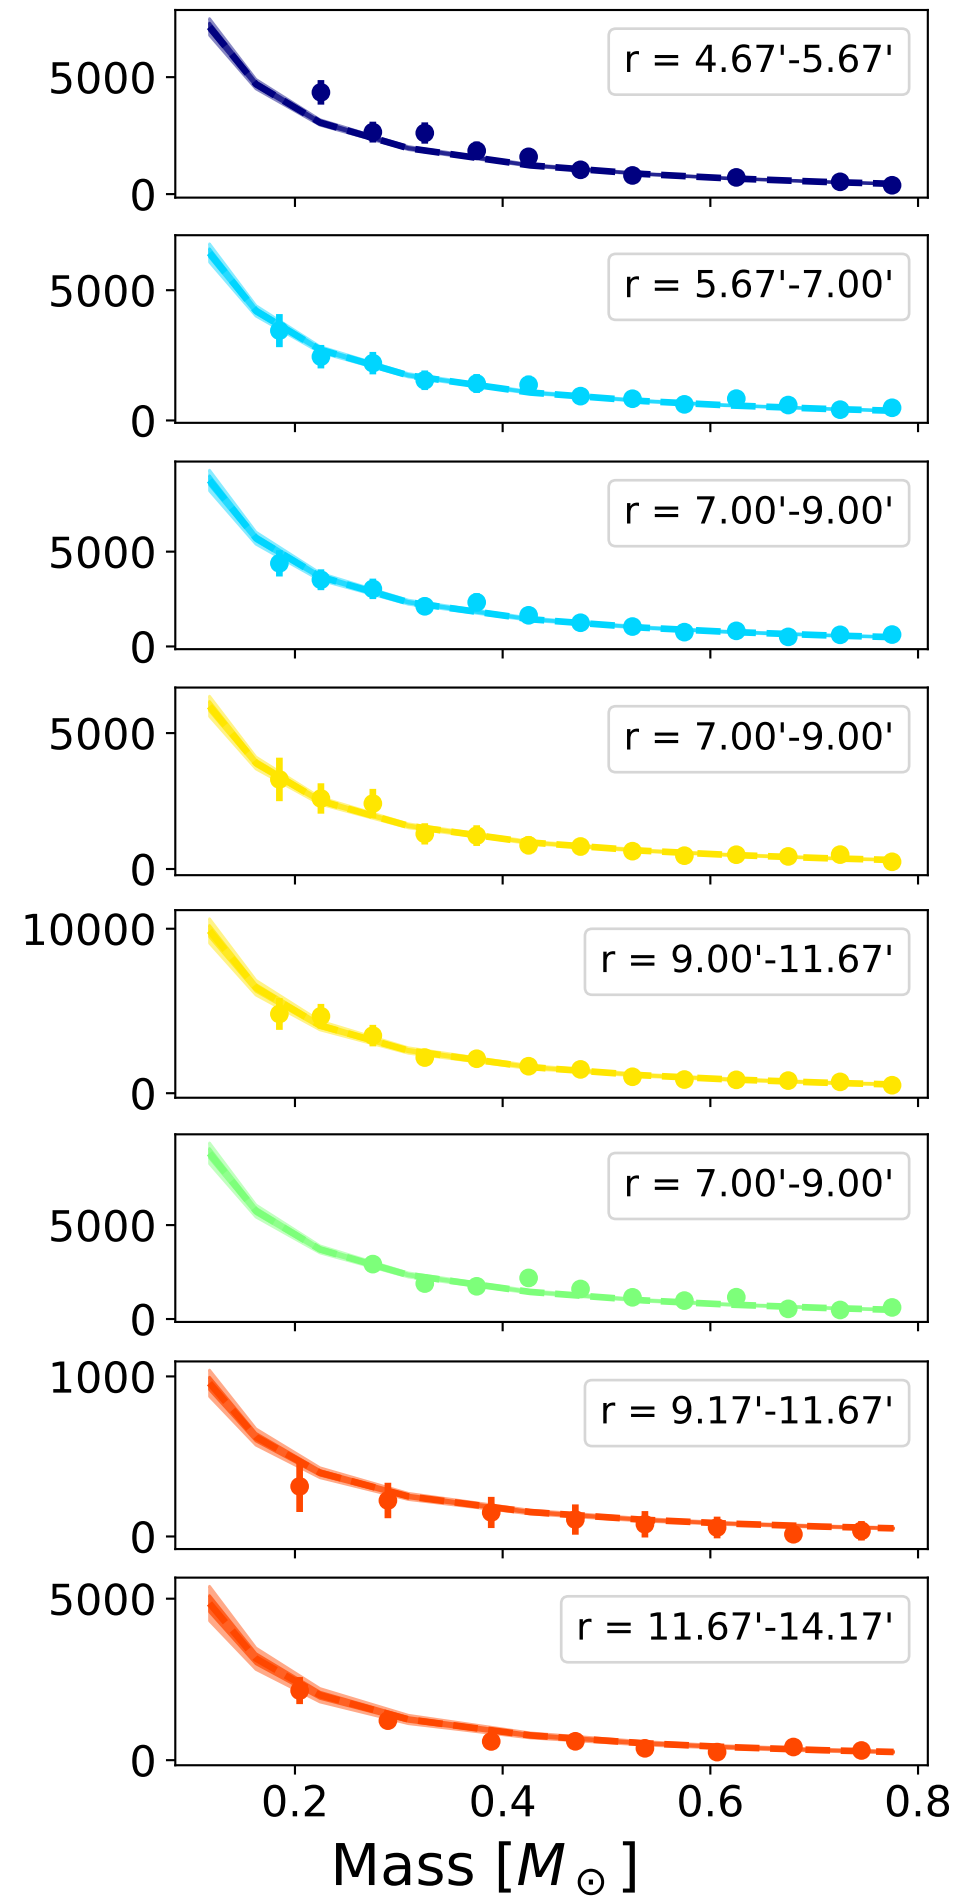 r = 4.67'-5.67'
5000
0
r = 5.67'-7.00'
5000
0
r = 7.00'-9.00'
5000
0
r = 7.00'-9.00'
5000
0
10000
r = 9.00'-11.67'
0
r = 7.00'-9.00'
5000
0
1000
r = 9.17'-11.67'
0
5000
r = 11.67'-14.17'
0
0.2 0.4 0.6 0.8
Mass [M⊙]